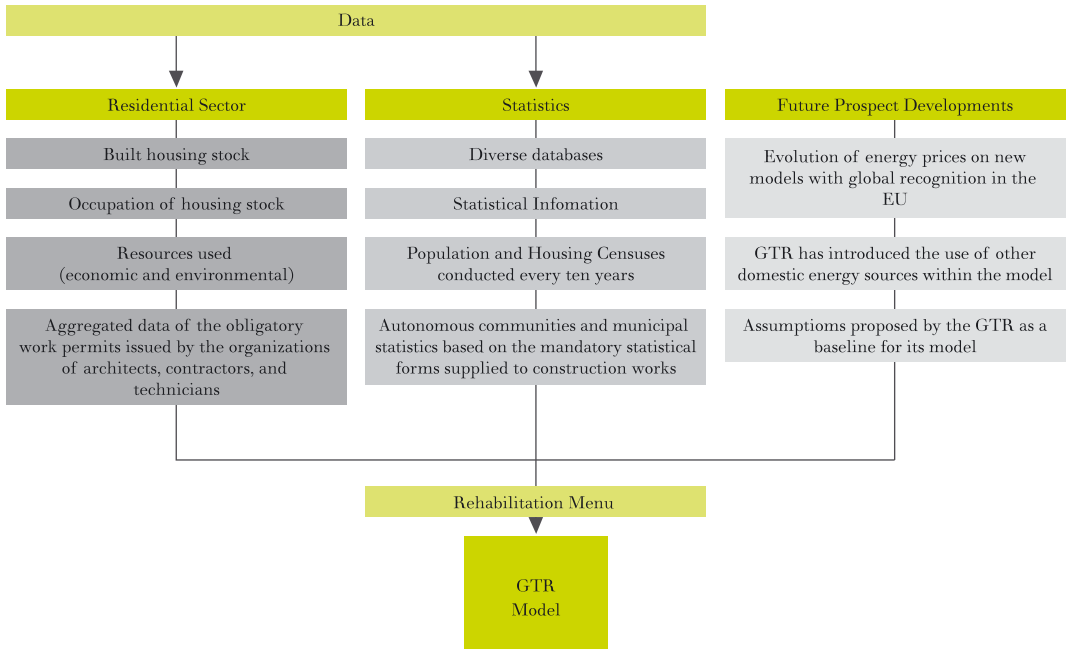 Data
Residential Sector
Built housing stock
Occupation of housing stock
Resources used
(economic and environmental)
Aggregated data of the obligatory
work permits issued by the organizations
of architects, contractors, and
technicians
Statistics
Diverse databases
Statistical Infomation
Population and Housing Censuses
conducted every ten years
Autonomous communities and municipal
statistics based on the mandatory statistical
forms supplied to construction works
Future Prospect Developments
Evolution of energy prices on new
models with global recognition in the
EU
GTR has introduced the use of other
domestic energy sources within the model
Assumptioms proposed by the GTR as a
baseline for its model
Rehabilitation Menu
GTR
Model